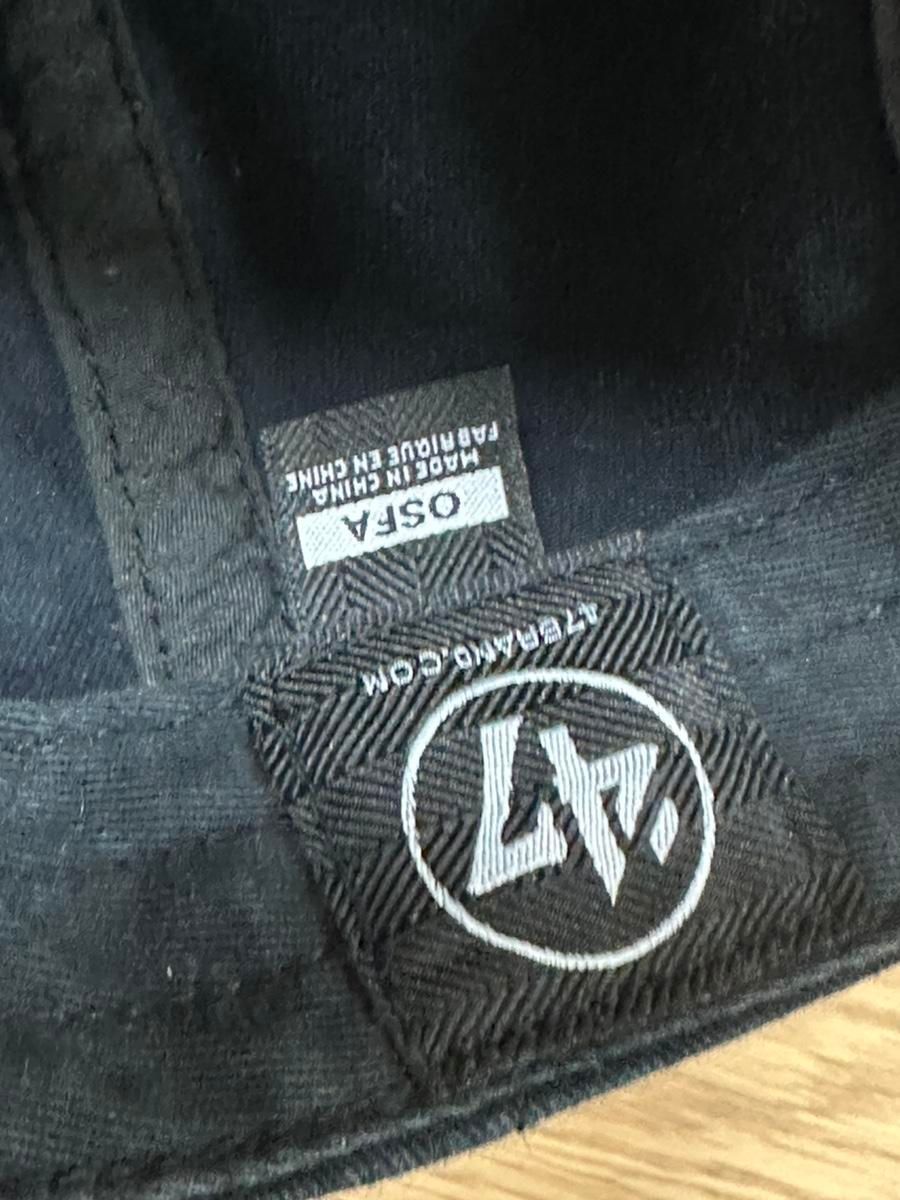 '47
47BRAND.COM
OSFA
MADE IN CHINA
FABRIQUE EN CHINE